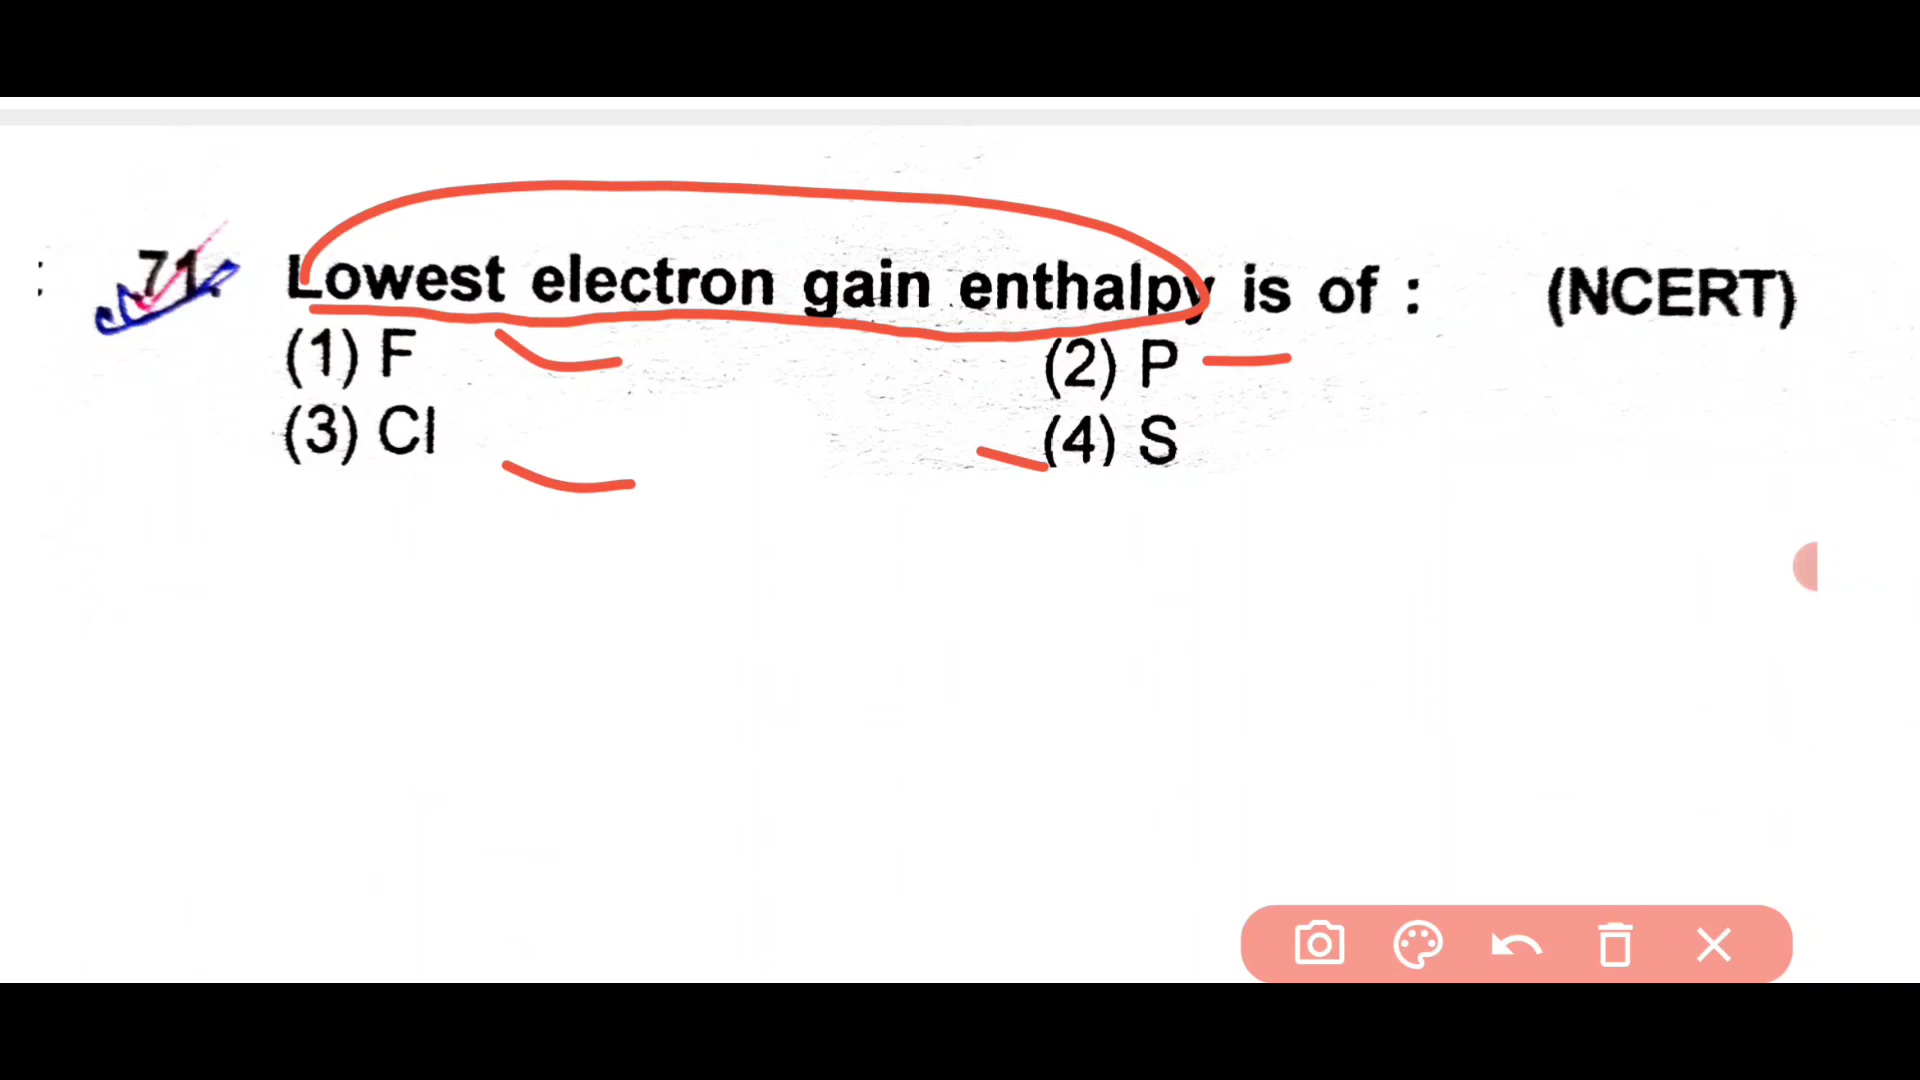 71. Lowest electron gain enthalpy is of : (NCERT)
(1) F (2) P
(3) Cl (4) S